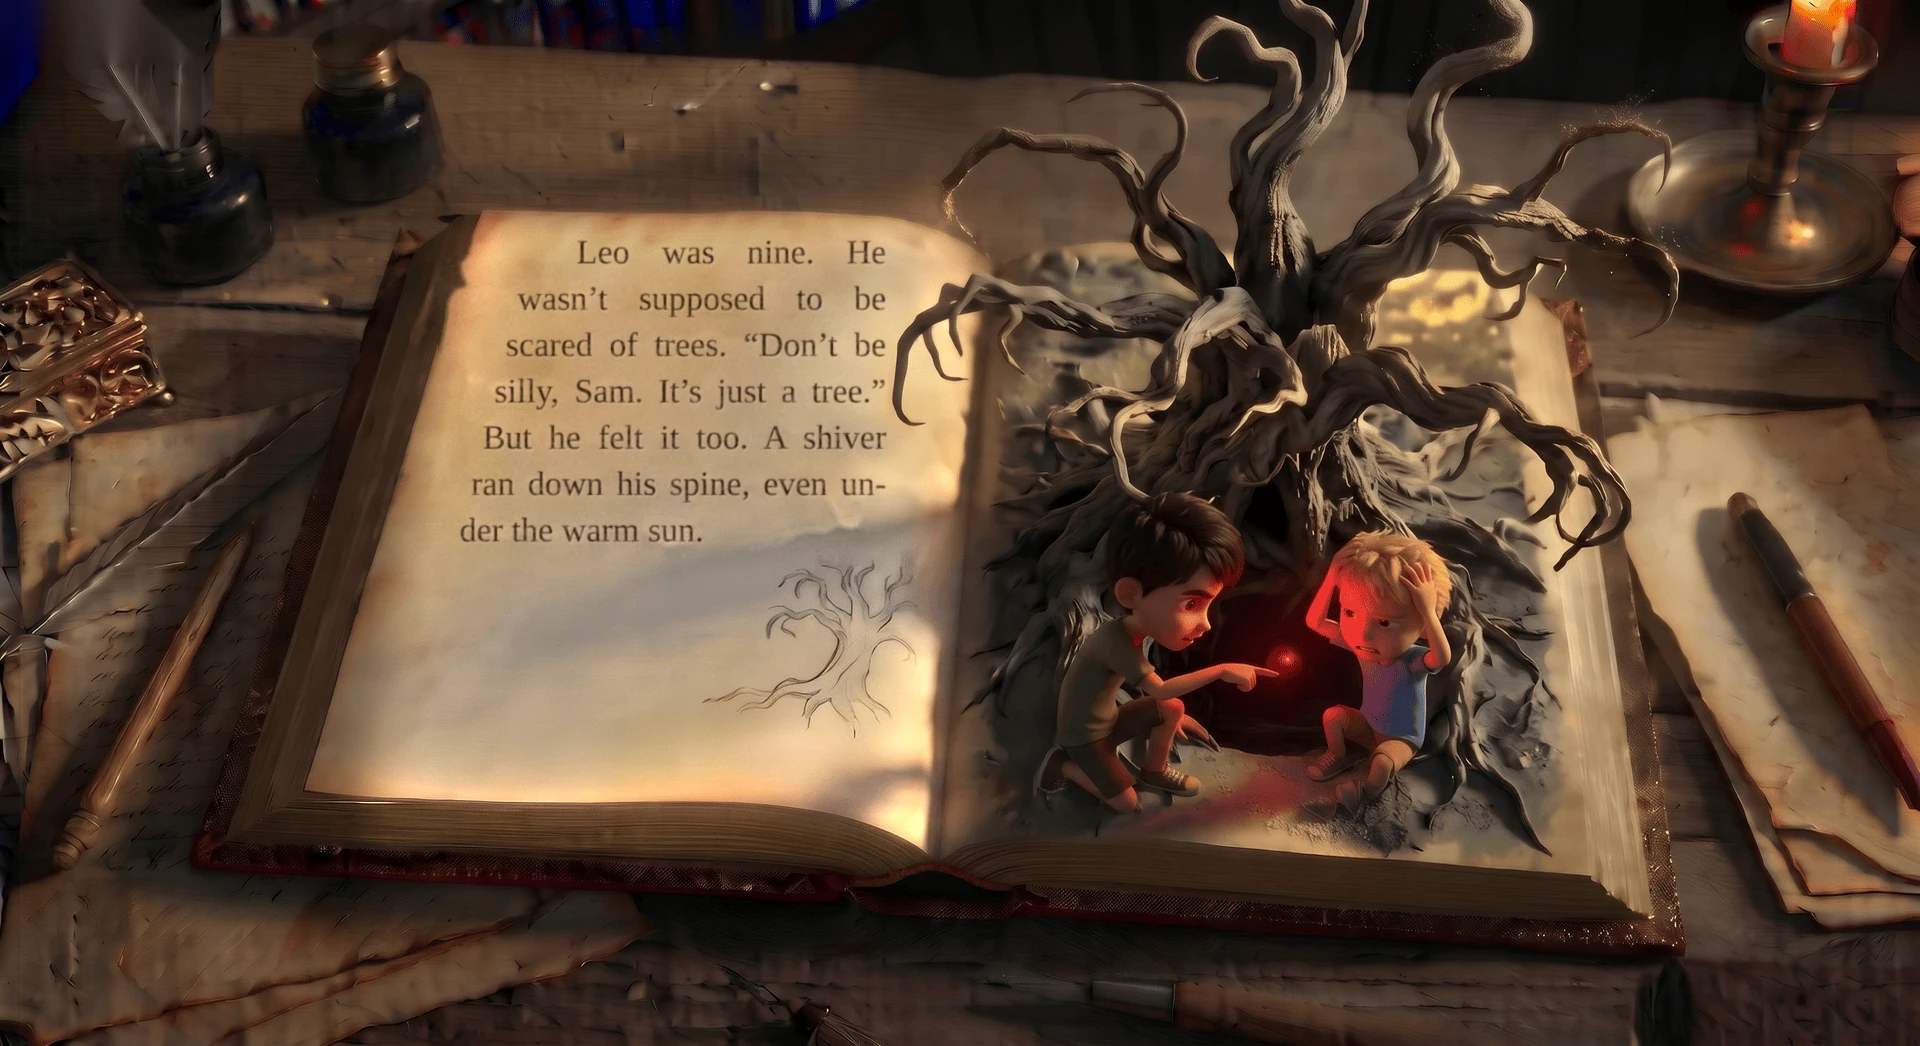 Leo was nine. He
wasn’t supposed to be
scared of trees. “Don’t be
silly, Sam. It’s just a tree.”
But he felt it too. A shiver
ran down his spine, even un-
der the warm sun.